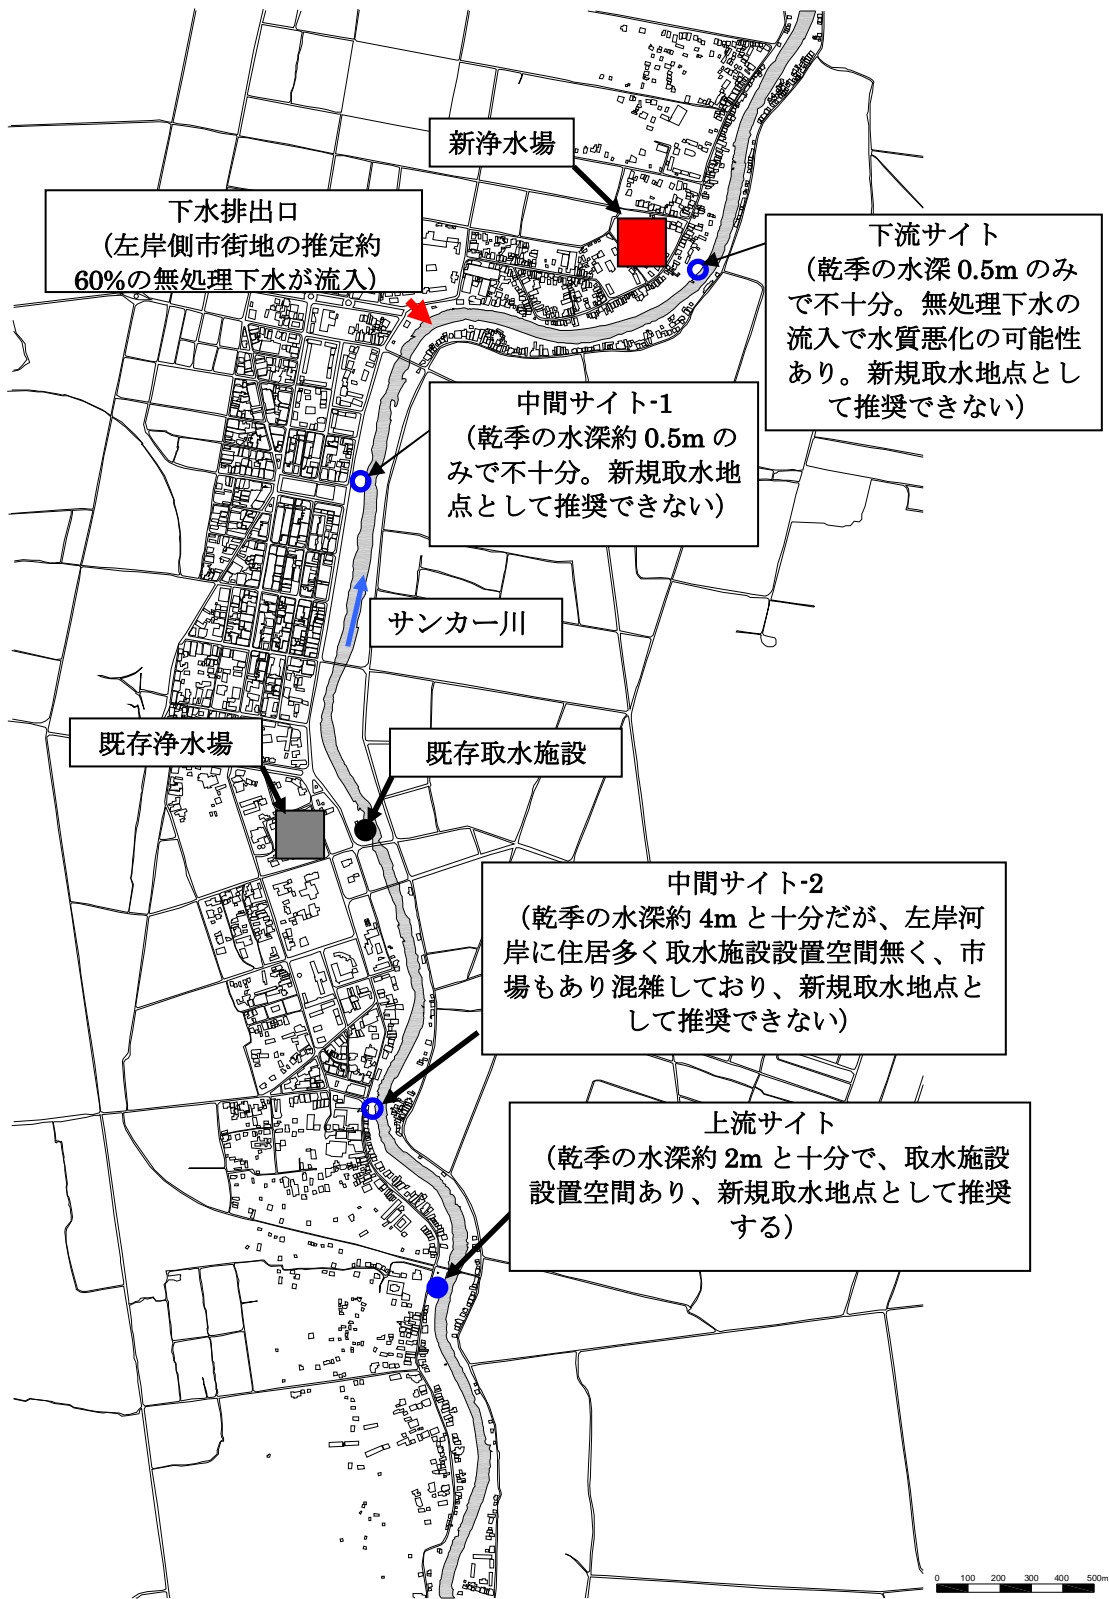 新浄水場
下水排出口
（左岸側市街地の推定約
60%の無処理下水が流入）
下流サイト
（乾季の水深 0.5m のみ
で不十分。無処理下水の
流入で水質悪化の可能性
あり。新規取水地点とし
て推奨できない）
中間サイト-1
（乾季の水深約 0.5m の
みで不十分。新規取水地
点として推奨できない）
サンカー川
既存浄水場
既存取水施設
中間サイト-2
（乾季の水深約 4m と十分だが、左岸河
岸に住居多く取水施設設置空間無く、市
場もあり混雑しており、新規取水地点と
して推奨できない）
上流サイト
（乾季の水深約 2m と十分で、取水施設
設置空間あり、新規取水地点として推奨
する）
0 100 200 300 400 500m